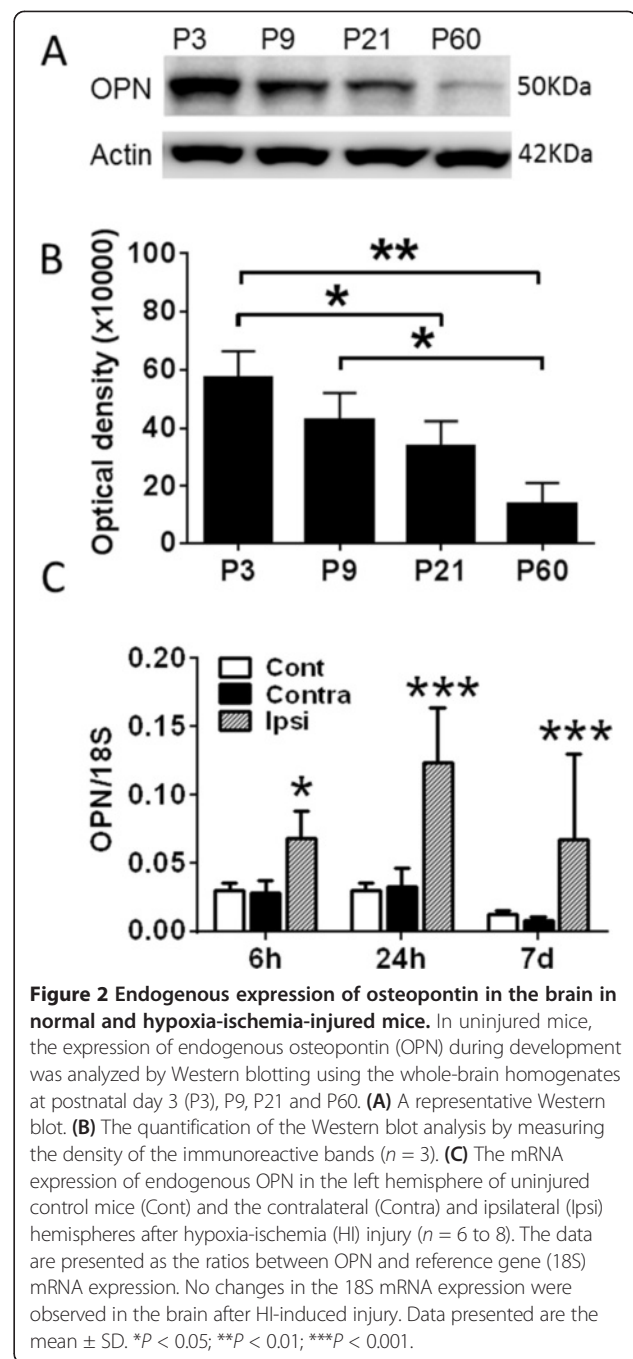 A
P3 P9 P21 P60
OPN 50KDa
Actin 42KDa
B
Optical density (x10000)
100
80
60
40
20
0
**
*
*
P3 P9 P21 P60
C
OPN/18S
0.20
0.15
0.10
0.05
0.00
Cont
Contra
Ipsi
*
***
***
6h 24h 7d
Figure 2 Endogenous expression of osteopontin in the brain in
normal and hypoxia-ischemia-injured mice. In uninjured mice,
the expression of endogenous osteopontin (OPN) during development
was analyzed by Western blotting using the whole-brain homogenates
at postnatal day 3 (P3), P9, P21 and P60. (A) A representative Western
blot. (B) The quantification of the Western blot analysis by measuring
the density of the immunoreactive bands (n = 3). (C) The mRNA
expression of endogenous OPN in the left hemisphere of uninjured
control mice (Cont) and the contralateral (Contra) and ipsilateral (Ipsi)
hemispheres after hypoxia-ischemia (HI) injury (n = 6 to 8). The data
are presented as the ratios between OPN and reference gene (18S)
mRNA expression. No changes in the 18S mRNA expression were
observed in the brain after HI-induced injury. Data presented are the
mean ± SD. *P < 0.05; **P < 0.01; ***P < 0.001.